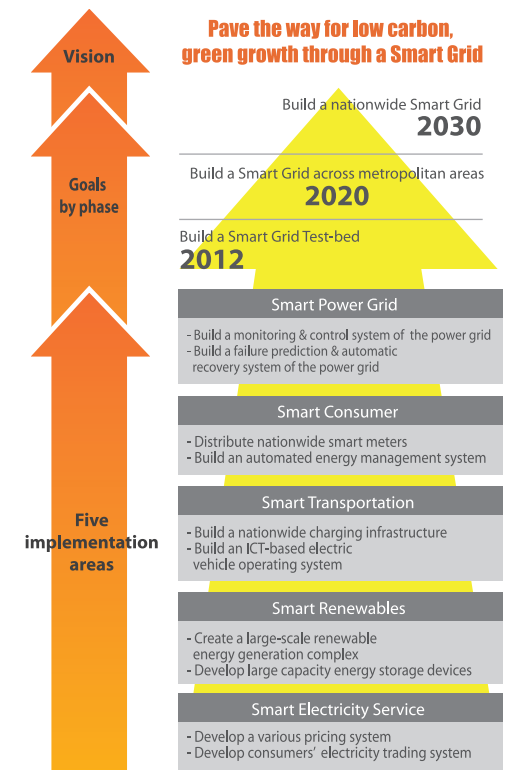 Vision
Pave the way for low carbon,
green growth through a Smart Grid
Goals
by phase
Build a nationwide Smart Grid
2030
Build a Smart Grid across metropolitan areas
2020
Build a Smart Grid Test-bed
2012
Five
implementation
areas
Smart Power Grid
- Build a monitoring & control system of the power grid
- Build a failure prediction & automatic
recovery system of the power grid
Smart Consumer
- Distribute nationwide smart meters
- Build an automated energy management system
Smart Transportation
- Build a nationwide charging infrastructure
- Build an ICT-based electric
vehicle operating system
Smart Renewables
- Create a large-scale renewable
energy generation complex
- Develop large capacity energy storage devices
Smart Electricity Service
- Develop a various pricing system
- Develop consumers’ electricity trading system